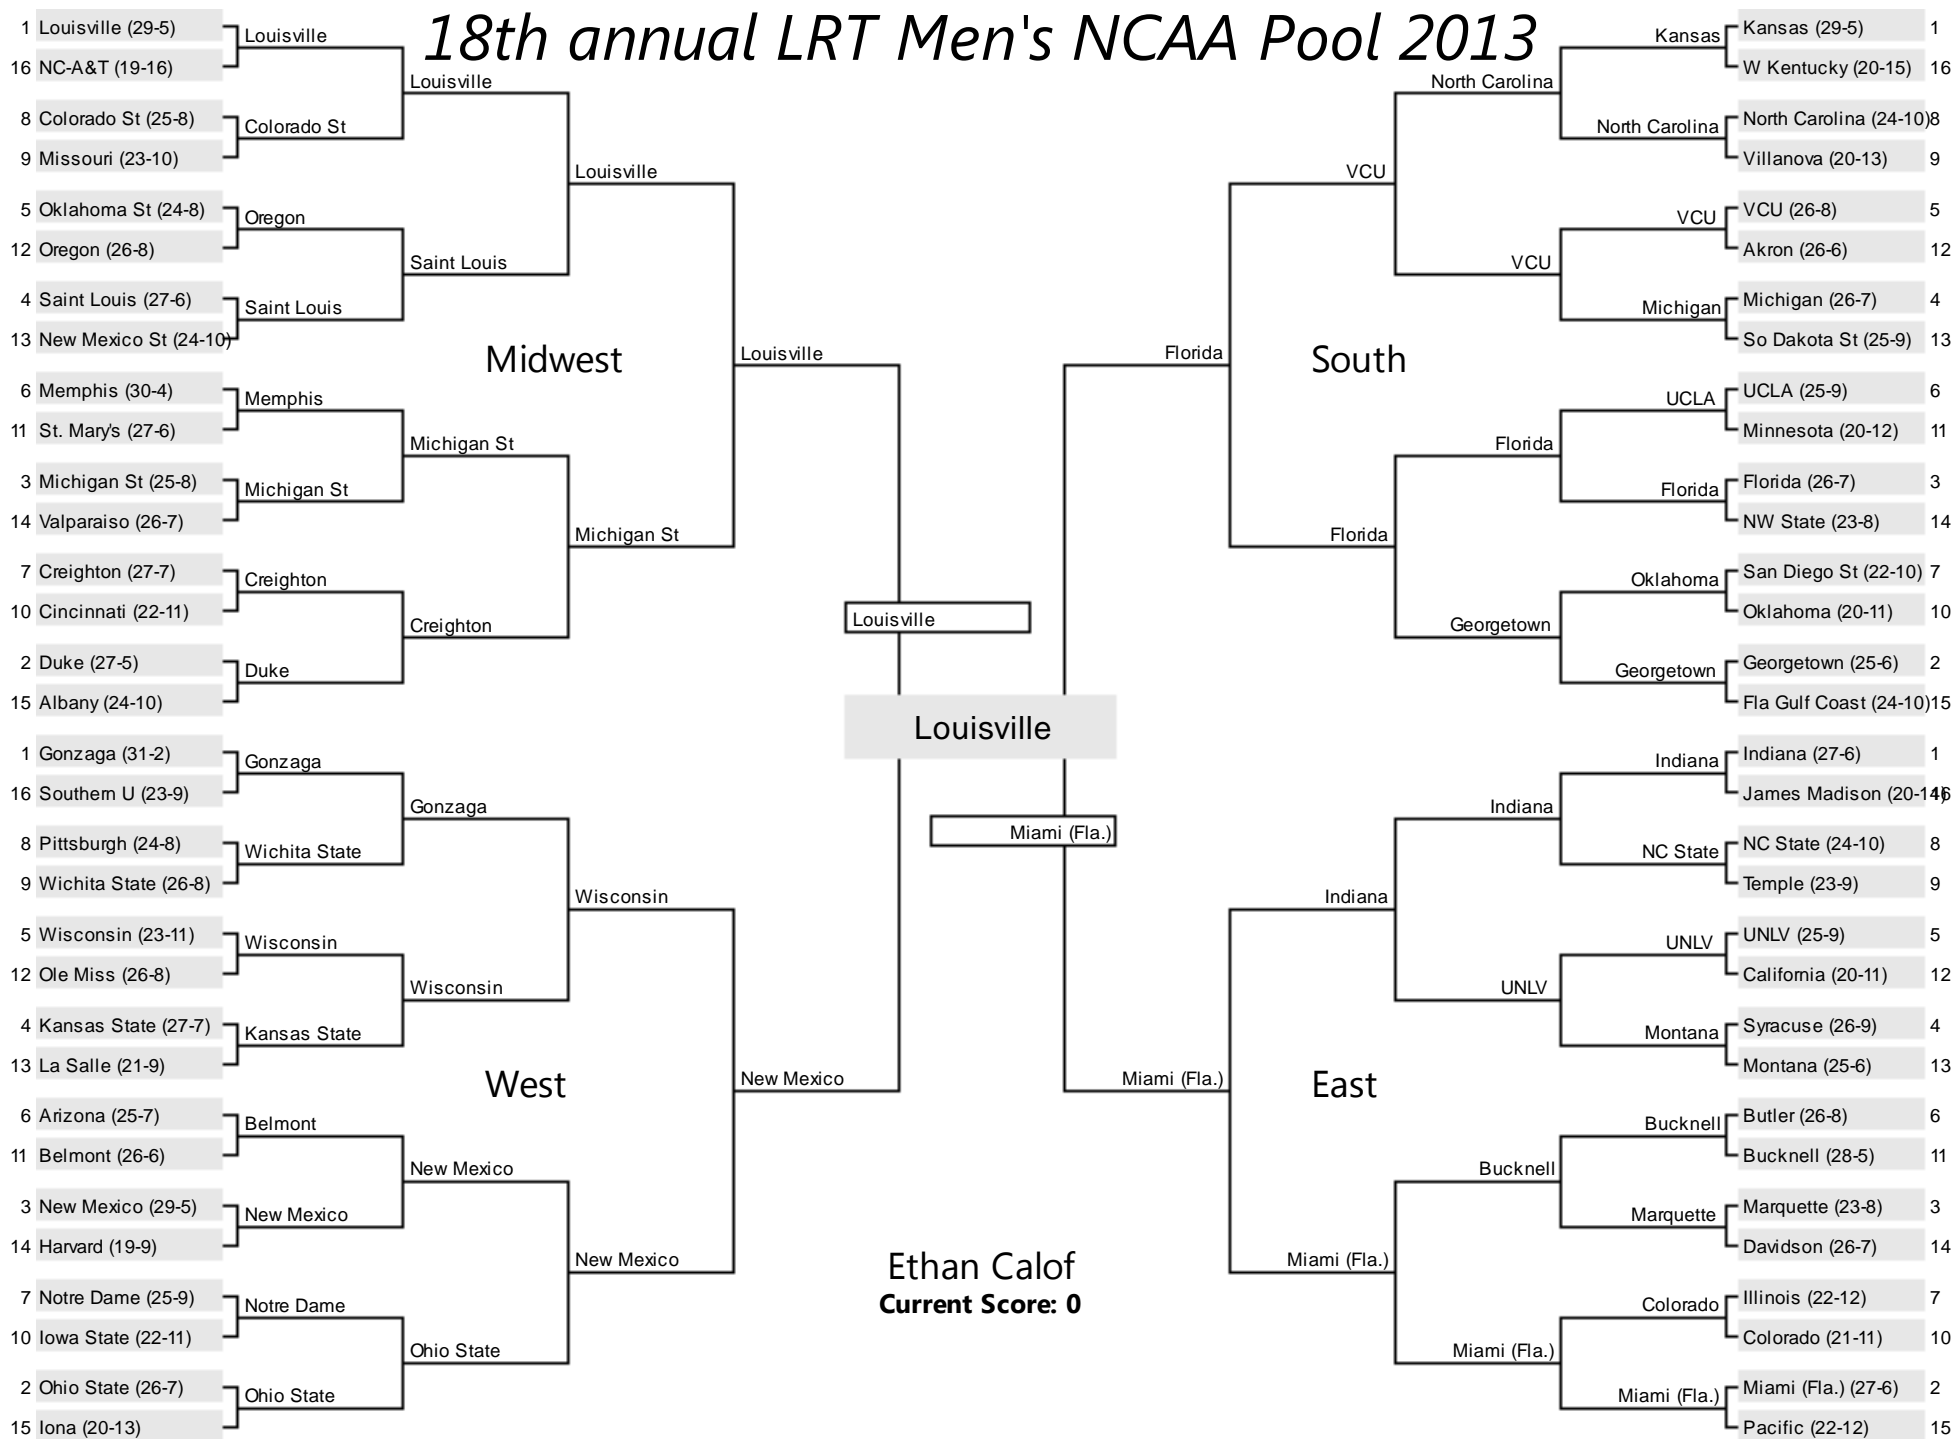 18th annual LRT Men's NCAA Pool 2013
1 Louisville (29-5)
16 NC-A&T (19-16)
8 Colorado St (25-8)
9 Missouri (23-10)
5 Oklahoma St (24-8)
12 Oregon (26-8)
4 Saint Louis (27-6)
13 New Mexico St (24-10)
6 Memphis (30-4)
11 St. Mary's (27-6)
3 Michigan St (25-8)
14 Valparaiso (26-7)
7 Creighton (27-7)
10 Cincinnati (22-11)
2 Duke (27-5)
15 Albany (24-10)
Louisville
Colorado St
Oregon
Saint Louis
Memphis
Michigan St
Creighton
Duke
Louisville
Saint Louis
Michigan St
Creighton
Louisville
Michigan St
Midwest
Louisville
1 Gonzaga (31-2)
16 Southern U (23-9)
8 Pittsburgh (24-8)
9 Wichita State (26-8)
5 Wisconsin (23-11)
12 Ole Miss (26-8)
4 Kansas State (27-7)
13 La Salle (21-9)
6 Arizona (25-7)
11 Belmont (26-6)
3 New Mexico (29-5)
14 Harvard (19-9)
7 Notre Dame (25-9)
10 Iowa State (22-11)
2 Ohio State (26-7)
15 Iona (20-13)
Gonzaga
Wichita State
Wisconsin
Kansas State
Belmont
New Mexico
Notre Dame
Ohio State
Gonzaga
Wisconsin
New Mexico
Ohio State
Wisconsin
New Mexico
West
New Mexico
Louisville
Louisville
Miami (Fla.)
Ethan Calof
Current Score: 0
Kansas (29-5) 1
W Kentucky (20-15) 16
North Carolina (24-10) 8
Villanova (20-13) 9
VCU (26-8) 5
Akron (26-6) 12
Michigan (26-7) 4
So Dakota St (25-9) 13
UCLA (25-9) 6
Minnesota (20-12) 11
Florida (26-7) 3
NW State (23-8) 14
San Diego St (22-10) 7
Oklahoma (20-11) 10
Georgetown (25-6) 2
Fla Gulf Coast (24-10) 15
Kansas
North Carolina
VCU
Michigan
UCLA
Florida
Oklahoma
Georgetown
North Carolina
VCU
Florida
Georgetown
VCU
Florida
South
Florida
Indiana (27-6) 1
James Madison (20-14) 16
NC State (24-10) 8
Temple (23-9) 9
UNLV (25-9) 5
California (20-11) 12
Syracuse (26-9) 4
Montana (25-6) 13
Butler (26-8) 6
Bucknell (28-5) 11
Marquette (23-8) 3
Davidson (26-7) 14
Illinois (22-12) 7
Colorado (21-11) 10
Miami (Fla.) (27-6) 2
Pacific (22-12) 15
Indiana
NC State
UNLV
Montana
Bucknell
Marquette
Colorado
Miami (Fla.)
Indiana
UNLV
Bucknell
Miami (Fla.)
Indiana
Miami (Fla.)
East
Miami (Fla.)